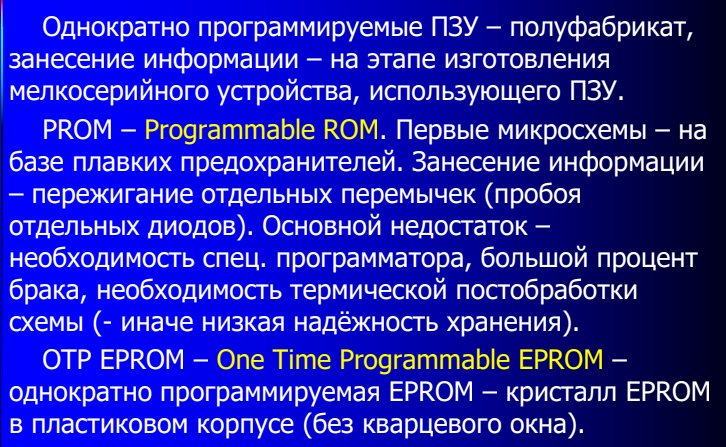 Однократно программируемые ПЗУ – полуфабрикат,
занесение информации – на этапе изготовления
мелкосерийного устройства, использующего ПЗУ.
PROM – Programmable ROM. Первые микросхемы – на
базе плавких предохранителей. Занесение информации
– пережигание отдельных перемычек (пробоя
отдельных диодов). Основной недостаток –
необходимость спец. программатора, большой процент
брака, необходимость термической постобработки
схемы (- иначе низкая надёжность хранения).
OTP EPROM – One Time Programmable EPROM –
однократно программируемая EPROM – кристалл EPROM
в пластиковом корпусе (без кварцевого окна).